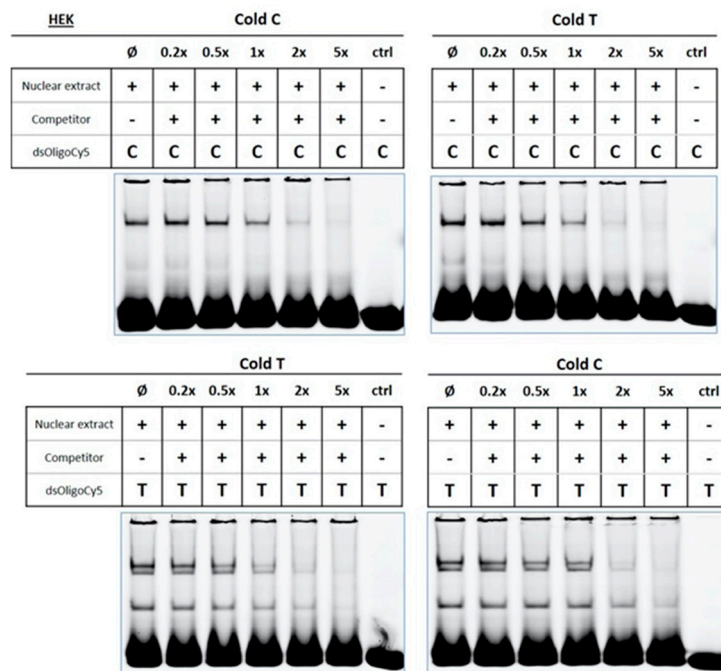 HEK Cold C
Ø 0.2x 0.5x 1x 2x 5x ctrl
Nuclear extract + + + + + + -
Competitor - + + + + + -
dsOligoCy5 C C C C C C C
Cold T
Ø 0.2x 0.5x 1x 2x 5x ctrl
+ + + + + + -
- + + + + + -
C C C C C C C
Cold T
Ø 0.2x 0.5x 1x 2x 5x ctrl
Nuclear extract + + + + + + -
Competitor - + + + + + -
dsOligoCy5 T T T T T T T
Cold C
Ø 0.2x 0.5x 1x 2x 5x ctrl
+ + + + + + -
- + + + + + -
T T T T T T T